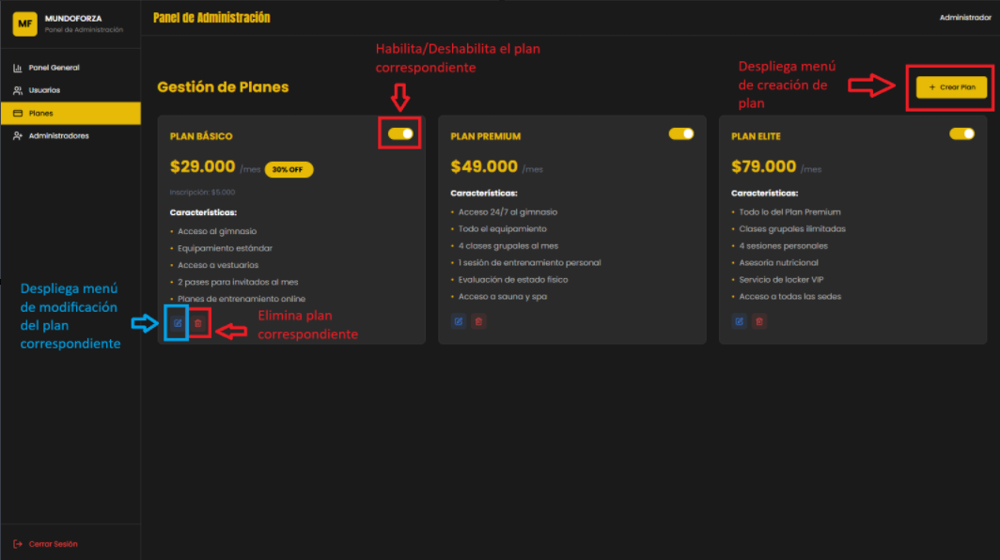 MF
MUNDOFORZA
Panel de Administración
Panel General
Usuarios
Planes
Administradores
Cerrar Sesión
Panel de Administración
Administrador
Gestión de Planes
Habilita/Deshabilita el plan
correspondiente
Despliega menú
de creación de
plan
+ Crear Plan
PLAN BÁSICO
$29.000 /mes 30% OFF
Inscripción: $5.000
Características:
• Acceso al gimnasio
• Equipamiento estándar
• Acceso a vestuarios
• 2 pases para invitados al mes
• Planes de entrenamiento online
Despliega menú
de modificación
del plan
correspondiente
Elimina plan
correspondiente
PLAN PREMIUM
$49.000 /mes
Características:
• Acceso 24/7 al gimnasio
• Todo el equipamiento
• 4 clases grupales al mes
• 1 sesión de entrenamiento personal
• Evaluación de estado físico
• Acceso a sauna y spa
PLAN ELITE
$79.000 /mes
Características:
• Todo lo del Plan Premium
• Clases grupales ilimitadas
• 4 sesiones personales
• Asesoría nutricional
• Servicio de locker VIP
• Acceso a todas las sedes